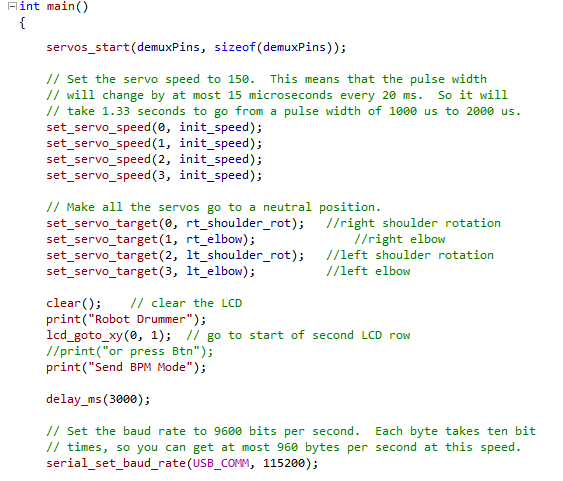 int main()
{
servos_start(demuxPins, sizeof(demuxPins));
// Set the servo speed to 150.  This means that the pulse width
// will change by at most 15 microseconds every 20 ms.  So it will
// take 1.33 seconds to go from a pulse width of 1000 us to 2000 us.
set_servo_speed(0, init_speed);
set_servo_speed(1, init_speed);
set_servo_speed(2, init_speed);
set_servo_speed(3, init_speed);
// Make all the servos go to a neutral position.
set_servo_target(0, rt_shoulder_rot);   //right shoulder rotation
set_servo_target(1, rt_elbow);              //right elbow
set_servo_target(2, lt_shoulder_rot);   //left shoulder rotation
set_servo_target(3, lt_elbow);          //left elbow
clear();    // clear the LCD
print("Robot Drummer");
lcd_goto_xy(0, 1);  // go to start of second LCD row
//print("or press Btn");
print("Send BPM Mode");
delay_ms(3000);
// Set the baud rate to 9600 bits per second.  Each byte takes ten bit
// times, so you can get at most 960 bytes per second at this speed.
serial_set_baud_rate(USB_COMM, 115200);